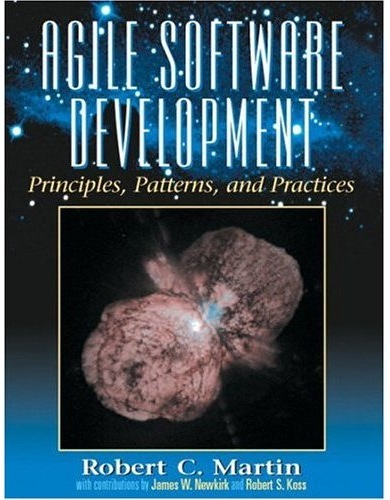 AGILE SOFTWARE
DEVELOPMENT
Principles, Patterns, and Practices
Robert C. Martin
with contributions by James W. Newkirk and Robert S. Koss